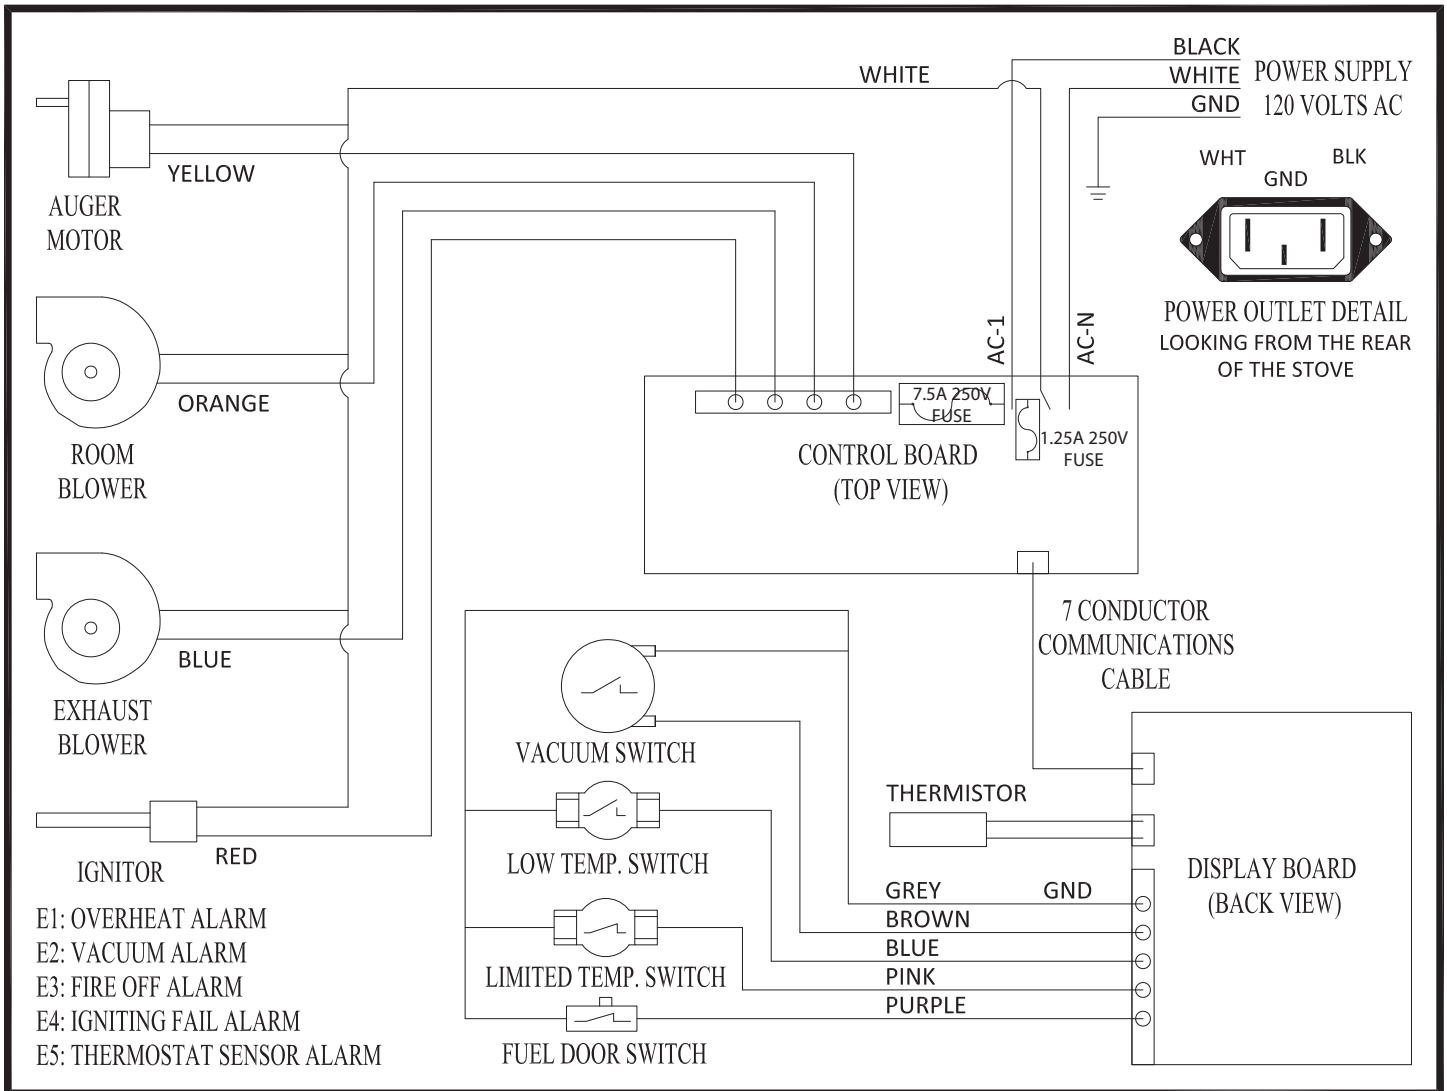 BLACK
WHITE
WHITE
GND
POWER SUPPLY
120 VOLTS AC
WHT
BLK
GND
POWER OUTLET DETAIL
LOOKING FROM THE REAR
OF THE STOVE
YELLOW
AUGER
MOTOR
ORANGE
ROOM
BLOWER
BLUE
EXHAUST
BLOWER
RED
IGNITOR
AC-1
AC-N
7.5A 250V
FUSE
1.25A 250V
FUSE
CONTROL BOARD
(TOP VIEW)
7 CONDUCTOR
COMMUNICATIONS
CABLE
VACUUM SWITCH
LOW TEMP. SWITCH
LIMITED TEMP. SWITCH
FUEL DOOR SWITCH
THERMISTOR
GREY
GND
BROWN
BLUE
PINK
PURPLE
DISPLAY BOARD
(BACK VIEW)
E1: OVERHEAT ALARM
E2: VACUUM ALARM
E3: FIRE OFF ALARM
E4: IGNITING FAIL ALARM
E5: THERMOSTAT SENSOR ALARM